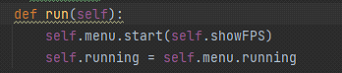 def run(self):
    self.menu.start(self.showFPS)
    self.running = self.menu.running